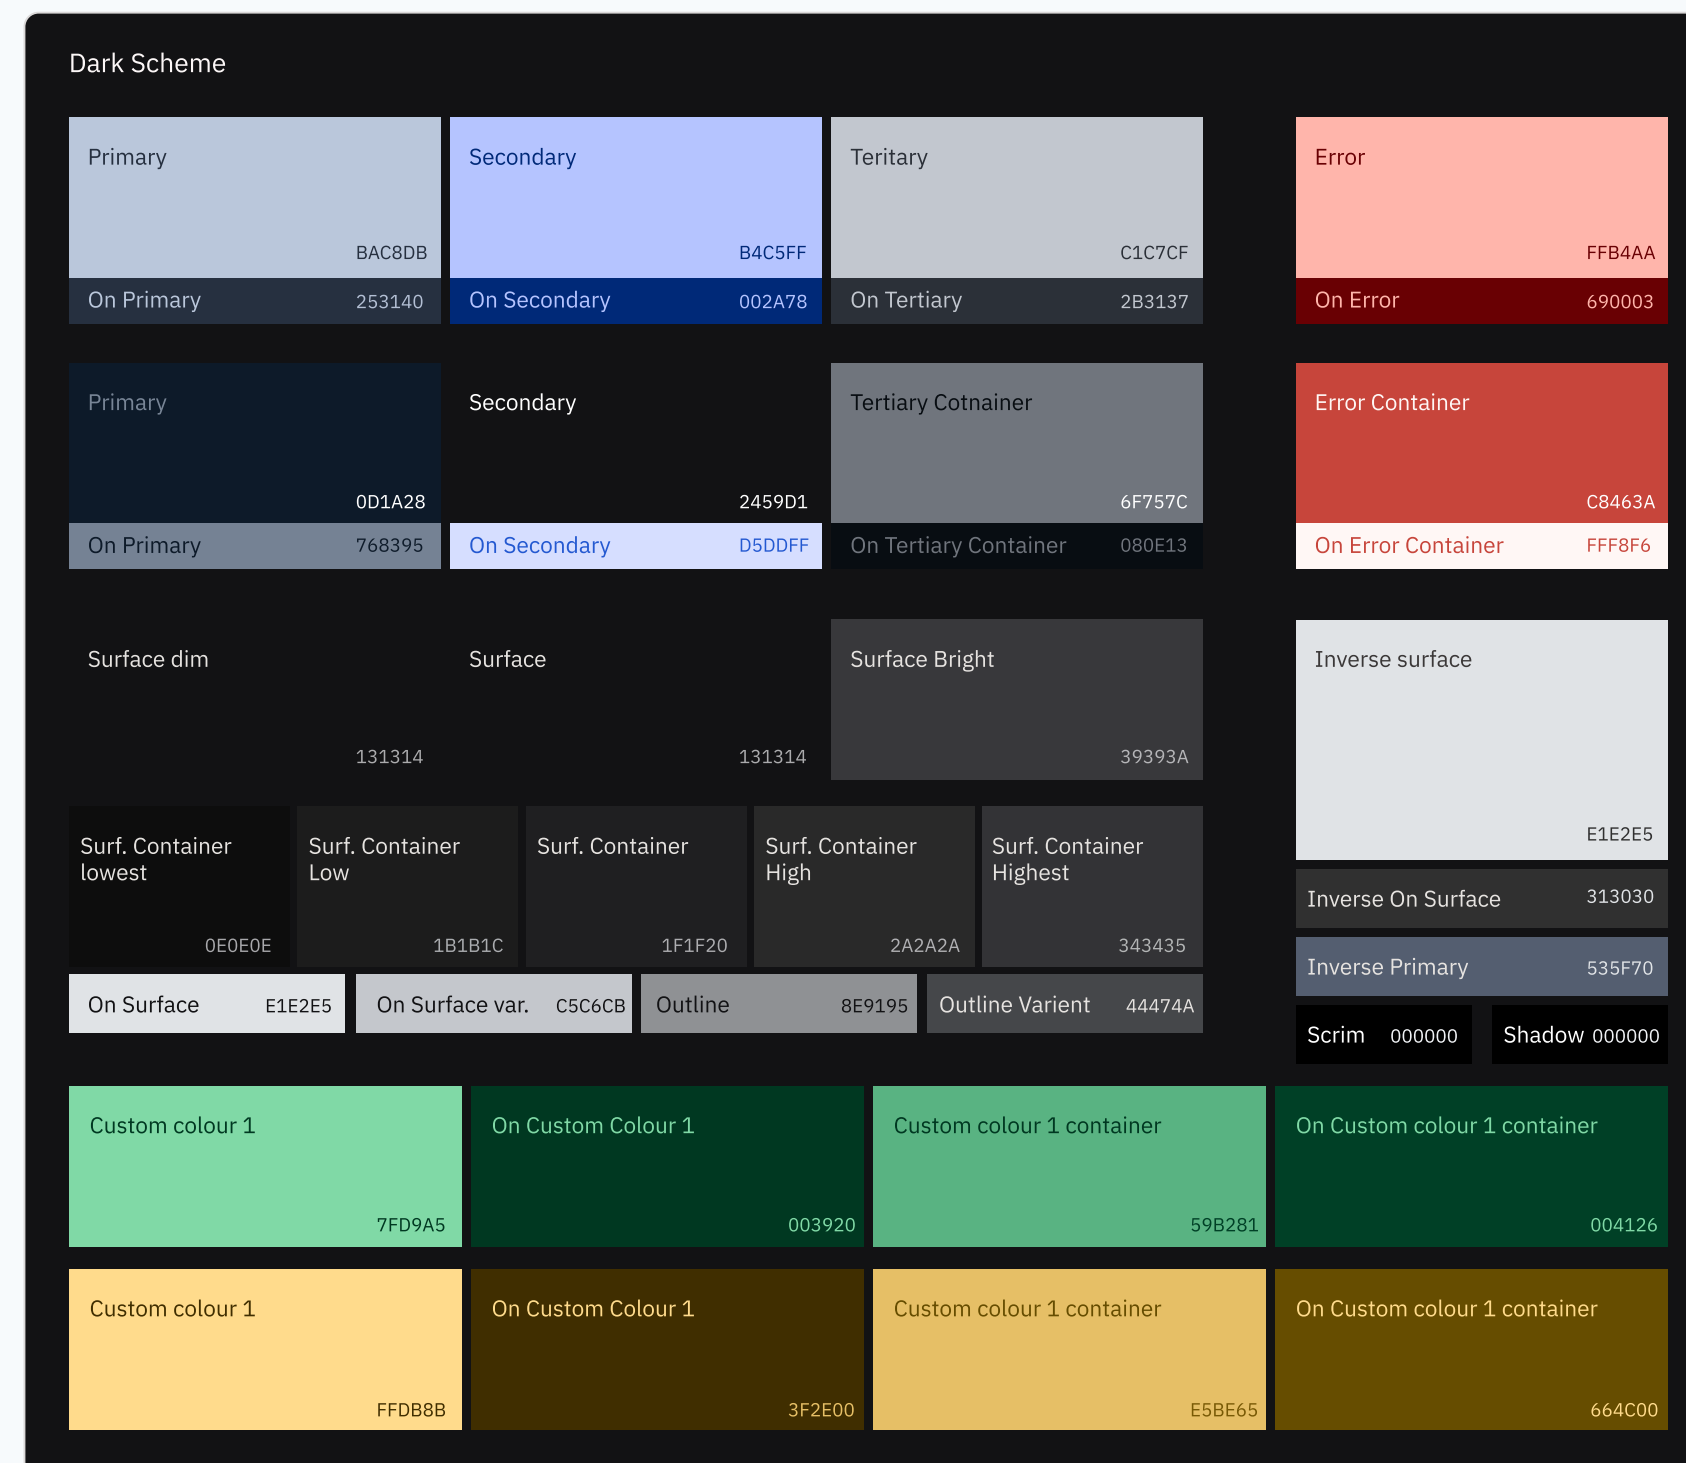 Dark Scheme
Primary
BAC8DB
On Primary 253140
Secondary
B4C5FF
On Secondary 002A78
Teritary
C1C7CF
On Tertiary 2B3137
Error
FFB4AA
On Error 690003
Primary
0D1A28
On Primary 768395
Secondary
2459D1
On Secondary D5DDFF
Tertiary Cotnainer
6F757C
On Tertiary Container 080E13
Error Container
C8463A
On Error Container FFF8F6
Surface dim
131314
Surface
131314
Surface Bright
39393A
Inverse surface
E1E2E5
Inverse On Surface 313030
Inverse Primary 535F70
Scrim 000000
Shadow 000000
Surf. Container
lowest
0E0E0E
Surf. Container
Low
1B1B1C
Surf. Container
1F1F20
Surf. Container
High
2A2A2A
Surf. Container
Highest
343435
On Surface E1E2E5
On Surface var. C5C6CB
Outline 8E9195
Outline Varient 44474A
Custom colour 1
7FD9A5
On Custom Colour 1
003920
Custom colour 1 container
59B281
On Custom colour 1 container
004126
Custom colour 1
FFDB8B
On Custom Colour 1
3F2E00
Custom colour 1 container
E5BE65
On Custom colour 1 container
664C00